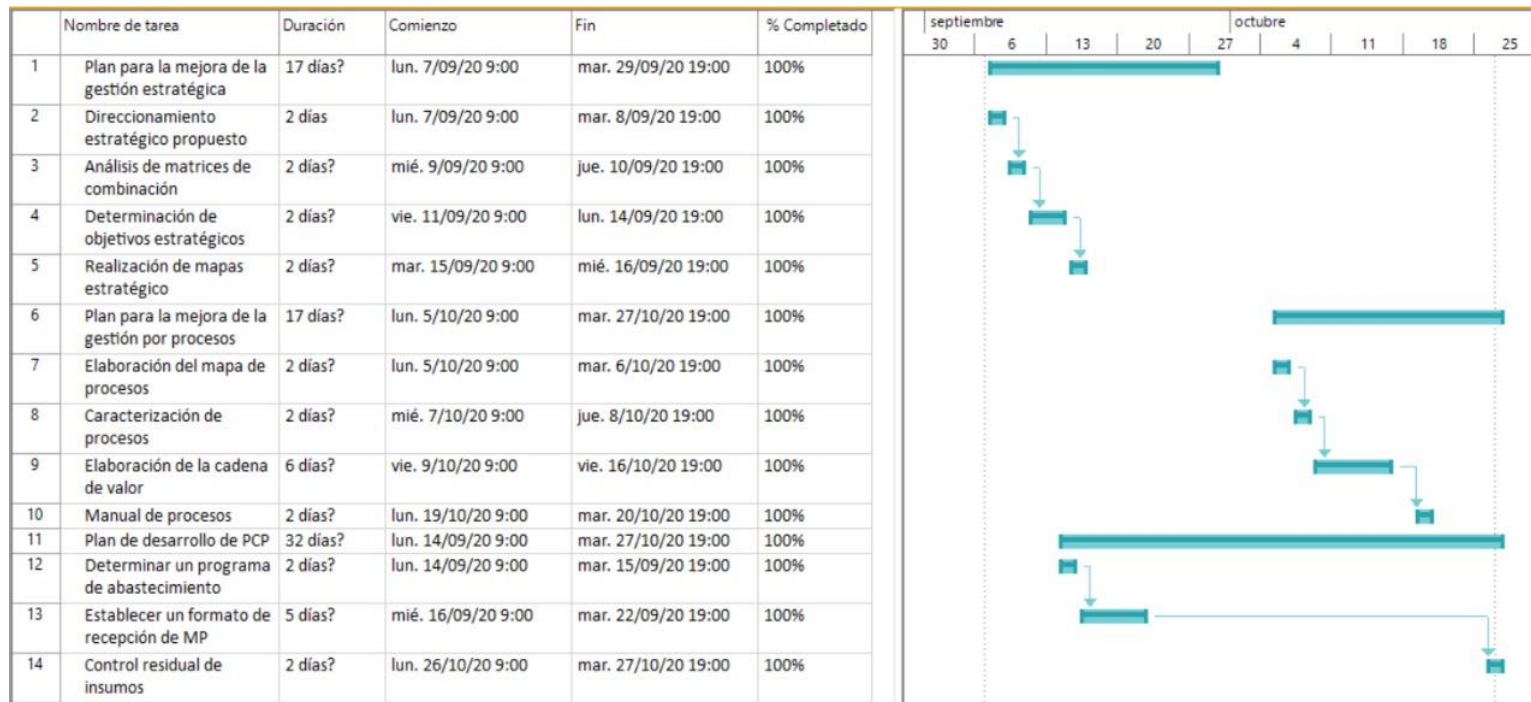 Nombre de tarea Duración Comienzo Fin % Completado
septiembre octubre
30 6 13 20 27 4 11 18 25
1 Plan para la mejora de la 17 días? lun. 7/09/20 9:00 mar. 29/09/20 19:00 100%
gestión estratégica
2 Direccionamiento 2 días lun. 7/09/20 9:00 mar. 8/09/20 19:00 100%
estratégico propuesto
3 Análisis de matrices de 2 días? mié. 9/09/20 9:00 jue. 10/09/20 19:00 100%
combinación
4 Determinación de 2 días? vie. 11/09/20 9:00 lun. 14/09/20 19:00 100%
objetivos estratégicos
5 Realización de mapas 2 días? mar. 15/09/20 9:00 mié. 16/09/20 19:00 100%
estratégico
6 Plan para la mejora de la 17 días? lun. 5/10/20 9:00 mar. 27/10/20 19:00 100%
gestión por procesos
7 Elaboración del mapa de 2 días? lun. 5/10/20 9:00 mar. 6/10/20 19:00 100%
procesos
8 Caracterización de 2 días? mié. 7/10/20 9:00 jue. 8/10/20 19:00 100%
procesos
9 Elaboración de la cadena 6 días? vie. 9/10/20 9:00 vie. 16/10/20 19:00 100%
de valor
10 Manual de procesos 2 días? lun. 19/10/20 9:00 mar. 20/10/20 19:00 100%
11 Plan de desarrollo de PCP 32 días? lun. 14/09/20 9:00 mar. 27/10/20 19:00 100%
12 Determinar un programa 2 días? lun. 14/09/20 9:00 mar. 15/09/20 19:00 100%
de abastecimiento
13 Establecer un formato de 5 días? mié. 16/09/20 9:00 mar. 22/09/20 19:00 100%
recepción de MP
14 Control residual de 2 días? lun. 26/10/20 9:00 mar. 27/10/20 19:00 100%
insumos